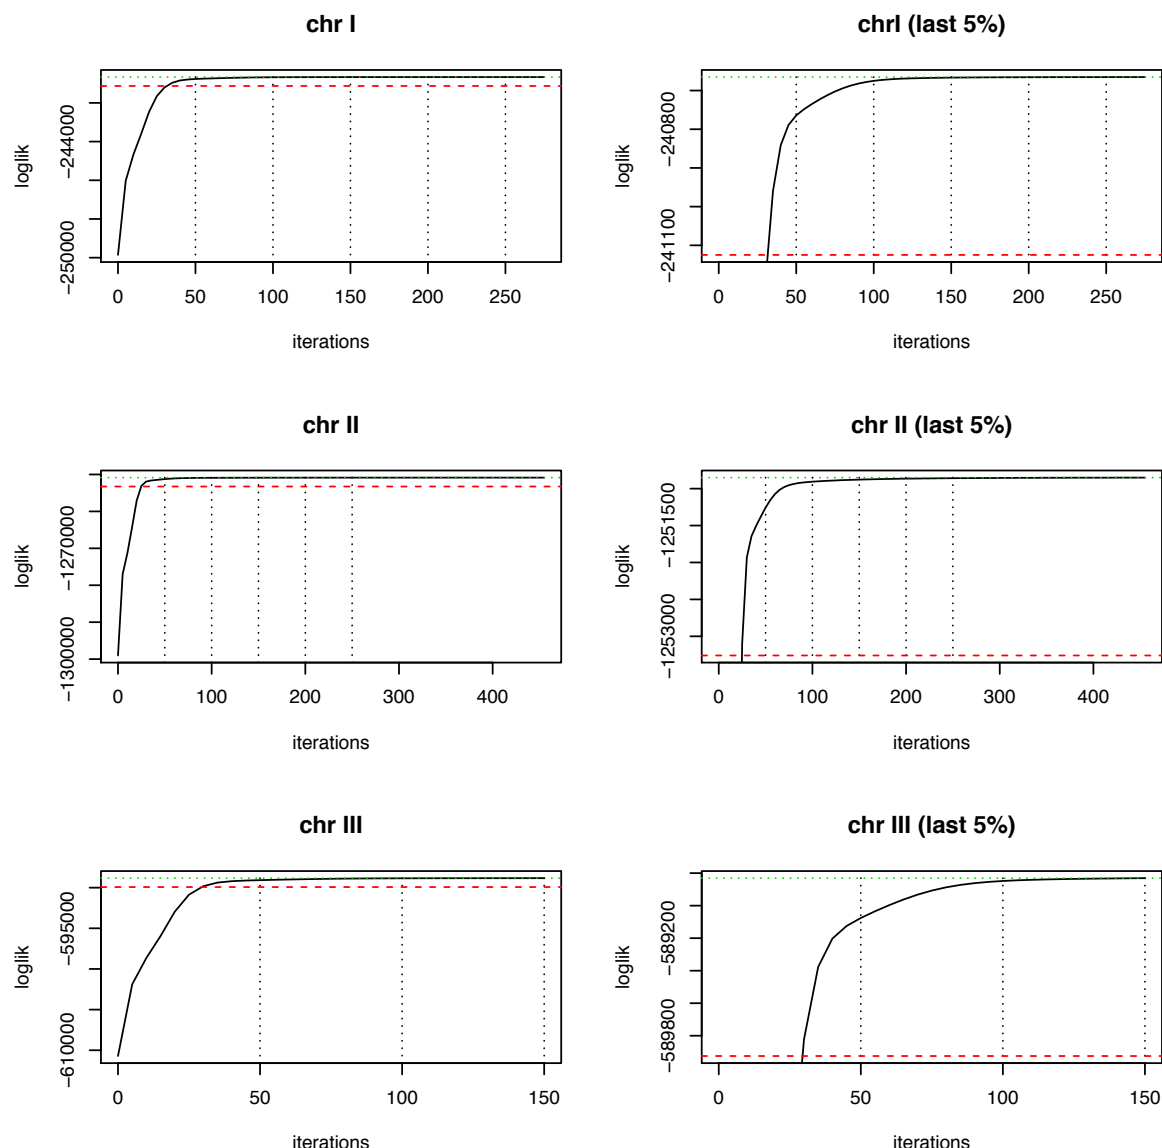 chr I
loglik
−244000
−250000
0 50 100 150 200 250
iterations
chrI (last 5%)
loglik
−240800
−241100
0 50 100 150 200 250
iterations
chr II
loglik
−1270000
−1300000
0 100 200 300 400
iterations
chr II (last 5%)
loglik
−1251500
−1253000
0 100 200 300 400
iterations
chr III
loglik
−595000
−610000
0 50 100 150
iterations
chr III (last 5%)
loglik
−589200
−589800
0 50 100 150
iterations